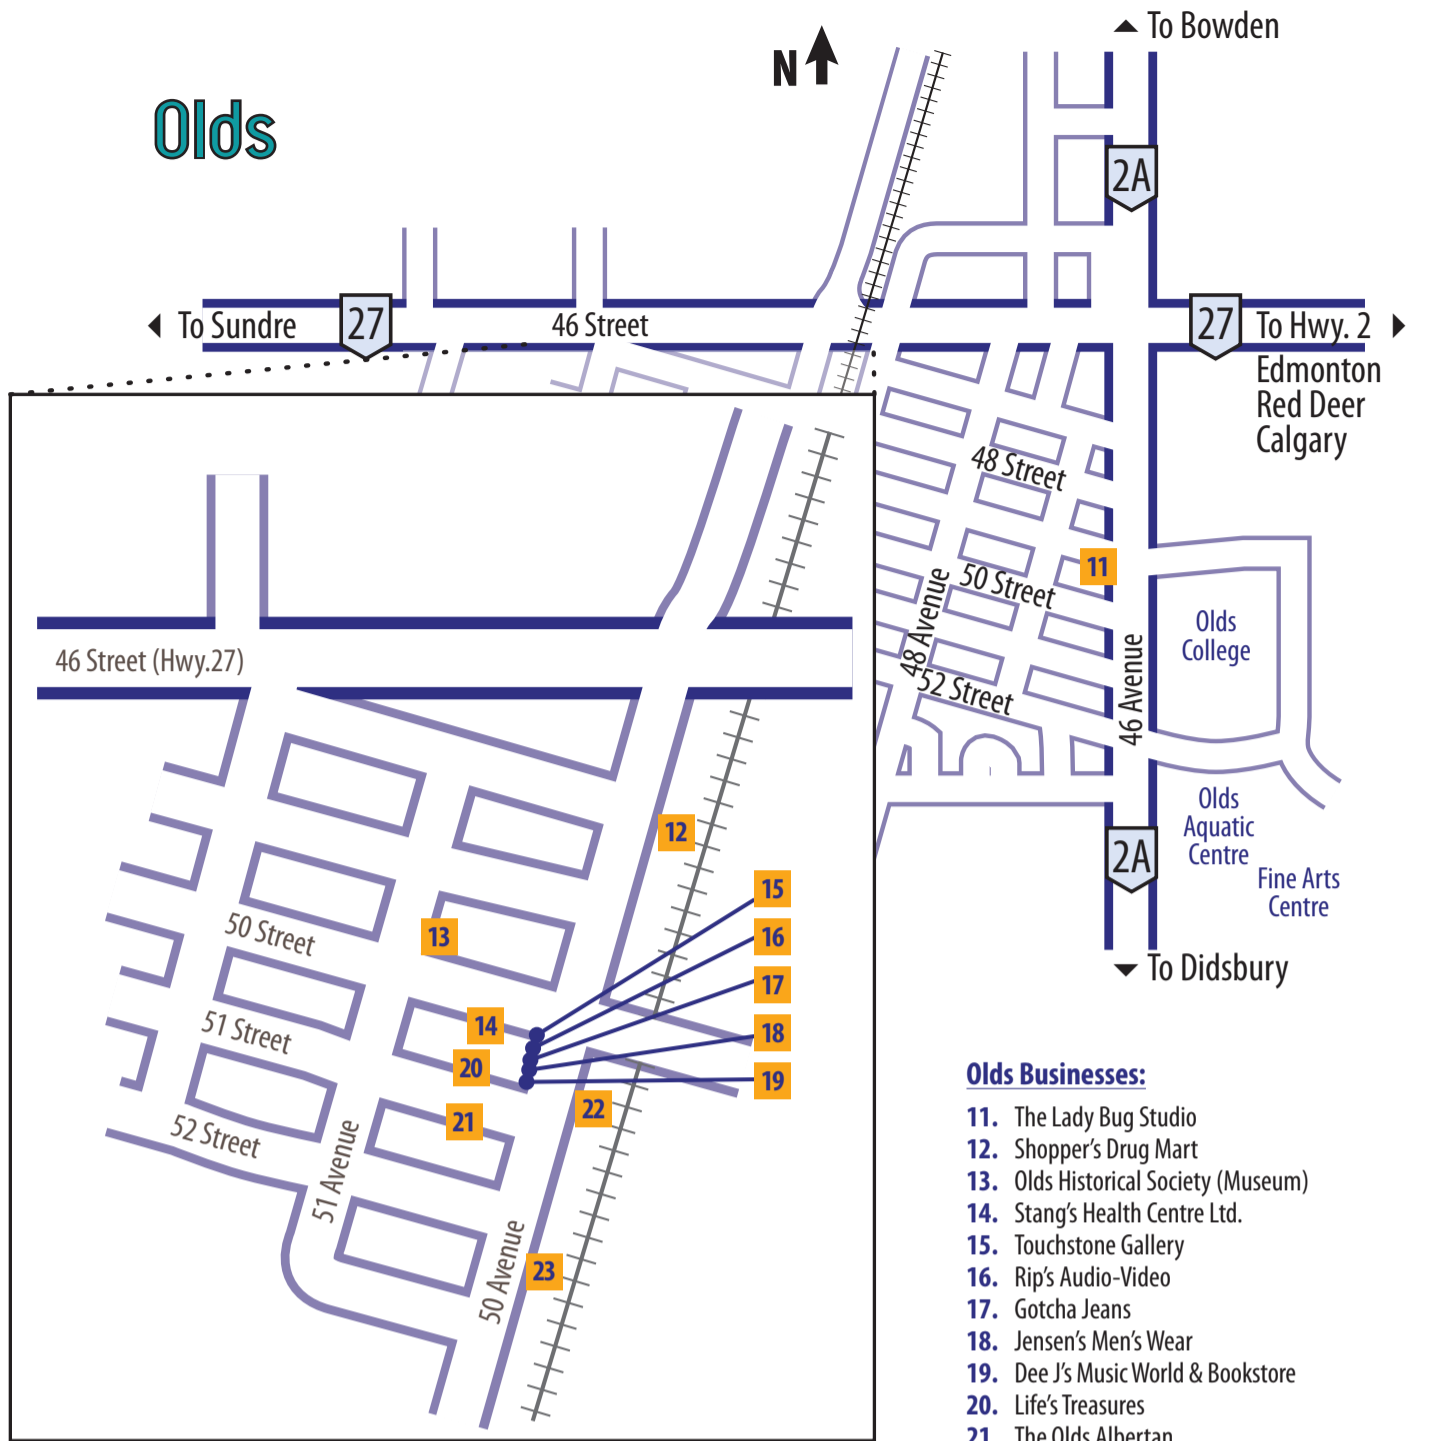 To Bowden
N
Olds
2A
To Sundre
27
46 Street
27
To Hwy. 2
Edmonton
Red Deer
Calgary
48 Street
11
50 Street
48 Avenue
52 Street
46 Avenue
Olds
College
Olds
Aquatic
Centre
Fine Arts
Centre
2A
To Didsbury
46 Street (Hwy.27)
12
15
13
50 Street
16
17
14
51 Street
18
20
19
22
21
52 Street
51 Avenue
50 Avenue
23
Olds Businesses:
11. The Lady Bug Studio
12. Shopper's Drug Mart
13. Olds Historical Society (Museum)
14. Stang's Health Centre Ltd.
15. Touchstone Gallery
16. Rip's Audio-Video
17. Gotcha Jeans
18. Jensen's Men's Wear
19. Dee J's Music World & Bookstore
20. Life's Treasures
21. The Olds Albertan